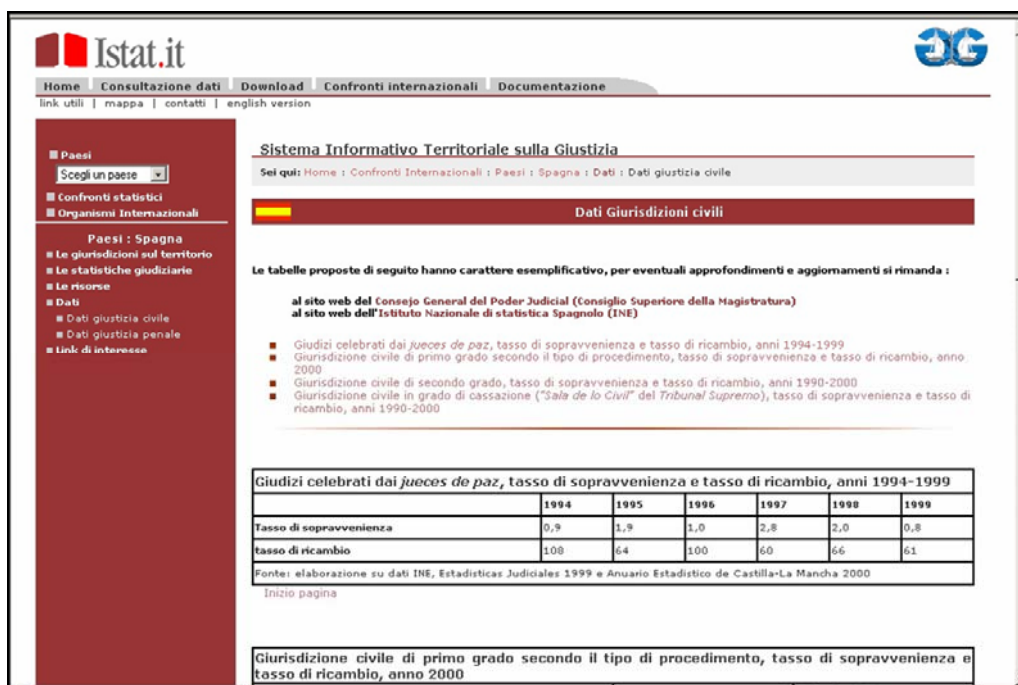 Istat.it
Home Consultazione dati Download Confronti internazionali Documentazione
link utili | mappa | contatti | english version
Paesi
Scegli un paese
Confronti statistici
Organismi Internazionali
Paesi : Spagna
Le giurisdizioni sul territorio
Le statistiche giudiziarie
Le risorse
Dati
Dati giustizia civile
Dati giustizia penale
Link di interesse
Sistema Informativo Territoriale sulla Giustizia
Sei qui: Home : Confronti Internazionali : Paesi : Spagna : Dati : Dati giustizia civile
Dati Giurisdizioni civili
Le tabelle proposte di seguito hanno carattere esemplificativo, per eventuali approfondimenti e aggiornamenti si rimanda :
al sito web del Consejo General del Poder Judicial (Consiglio Superiore della Magistratura)
al sito web dell'Istituto Nazionale di statistica Spagnolo (INE)
Giudizi celebrati dai jueces de paz, tasso di sopravvenienza e tasso di ricambio, anni 1994-1999
Giurisdizione civile di primo grado secondo il tipo di procedimento, tasso di sopravvenienza e tasso di ricambio, anno
2000
Giurisdizione civile di secondo grado, tasso di sopravvenienza e tasso di ricambio, anni 1990-2000
Giurisdizione civile in grado di cassazione ("Sala de lo Civil" del Tribunal Supremo), tasso di sopravvenienza e tasso di
ricambio, anni 1990-2000
Giudizi celebrati dai jueces de paz, tasso di sopravvenienza e tasso di ricambio, anni 1994-1999
1994 1995 1996 1997 1998 1999
Tasso di sopravvenienza 0,9 1,9 1,0 2,8 2,0 0,8
tasso di ricambio 108 64 100 60 66 61
Fonte: elaborazione su dati INE, Estadisticas Judiciales 1999 e Anuario Estadistico de Castilla-La Mancha 2000
Inizio pagina
Giurisdizione civile di primo grado secondo il tipo di procedimento, tasso di sopravvenienza e
tasso di ricambio, anno 2000